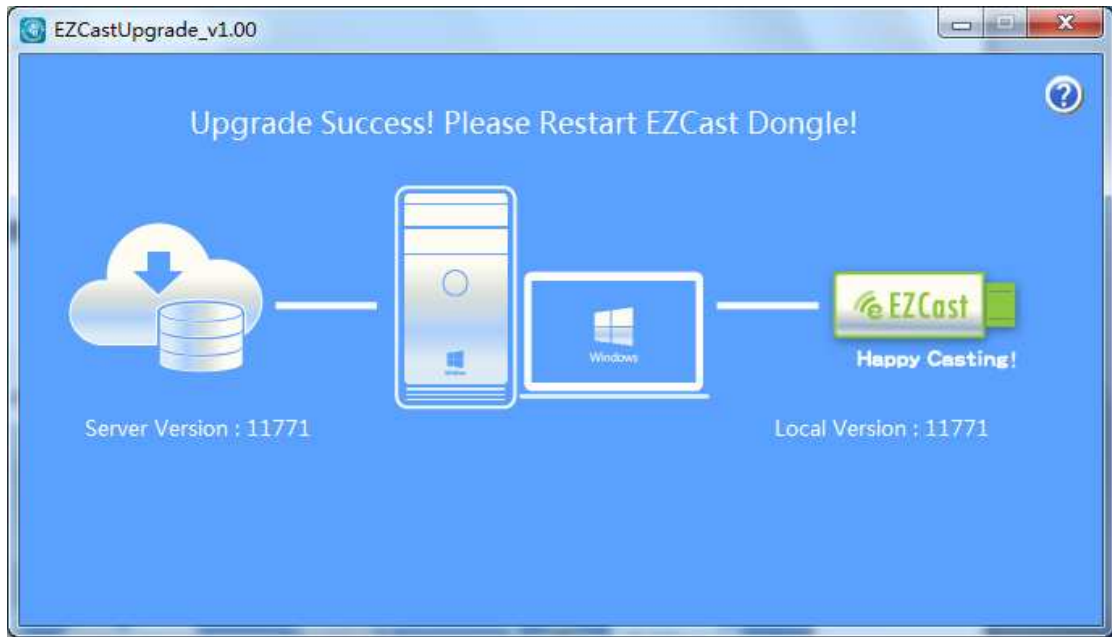 EZCastUpgrade_v1.00
Upgrade Success! Please Restart EZCast Dongle!
Windows
EZCast
Happy Casting!
Server Version : 11771
Local Version : 11771